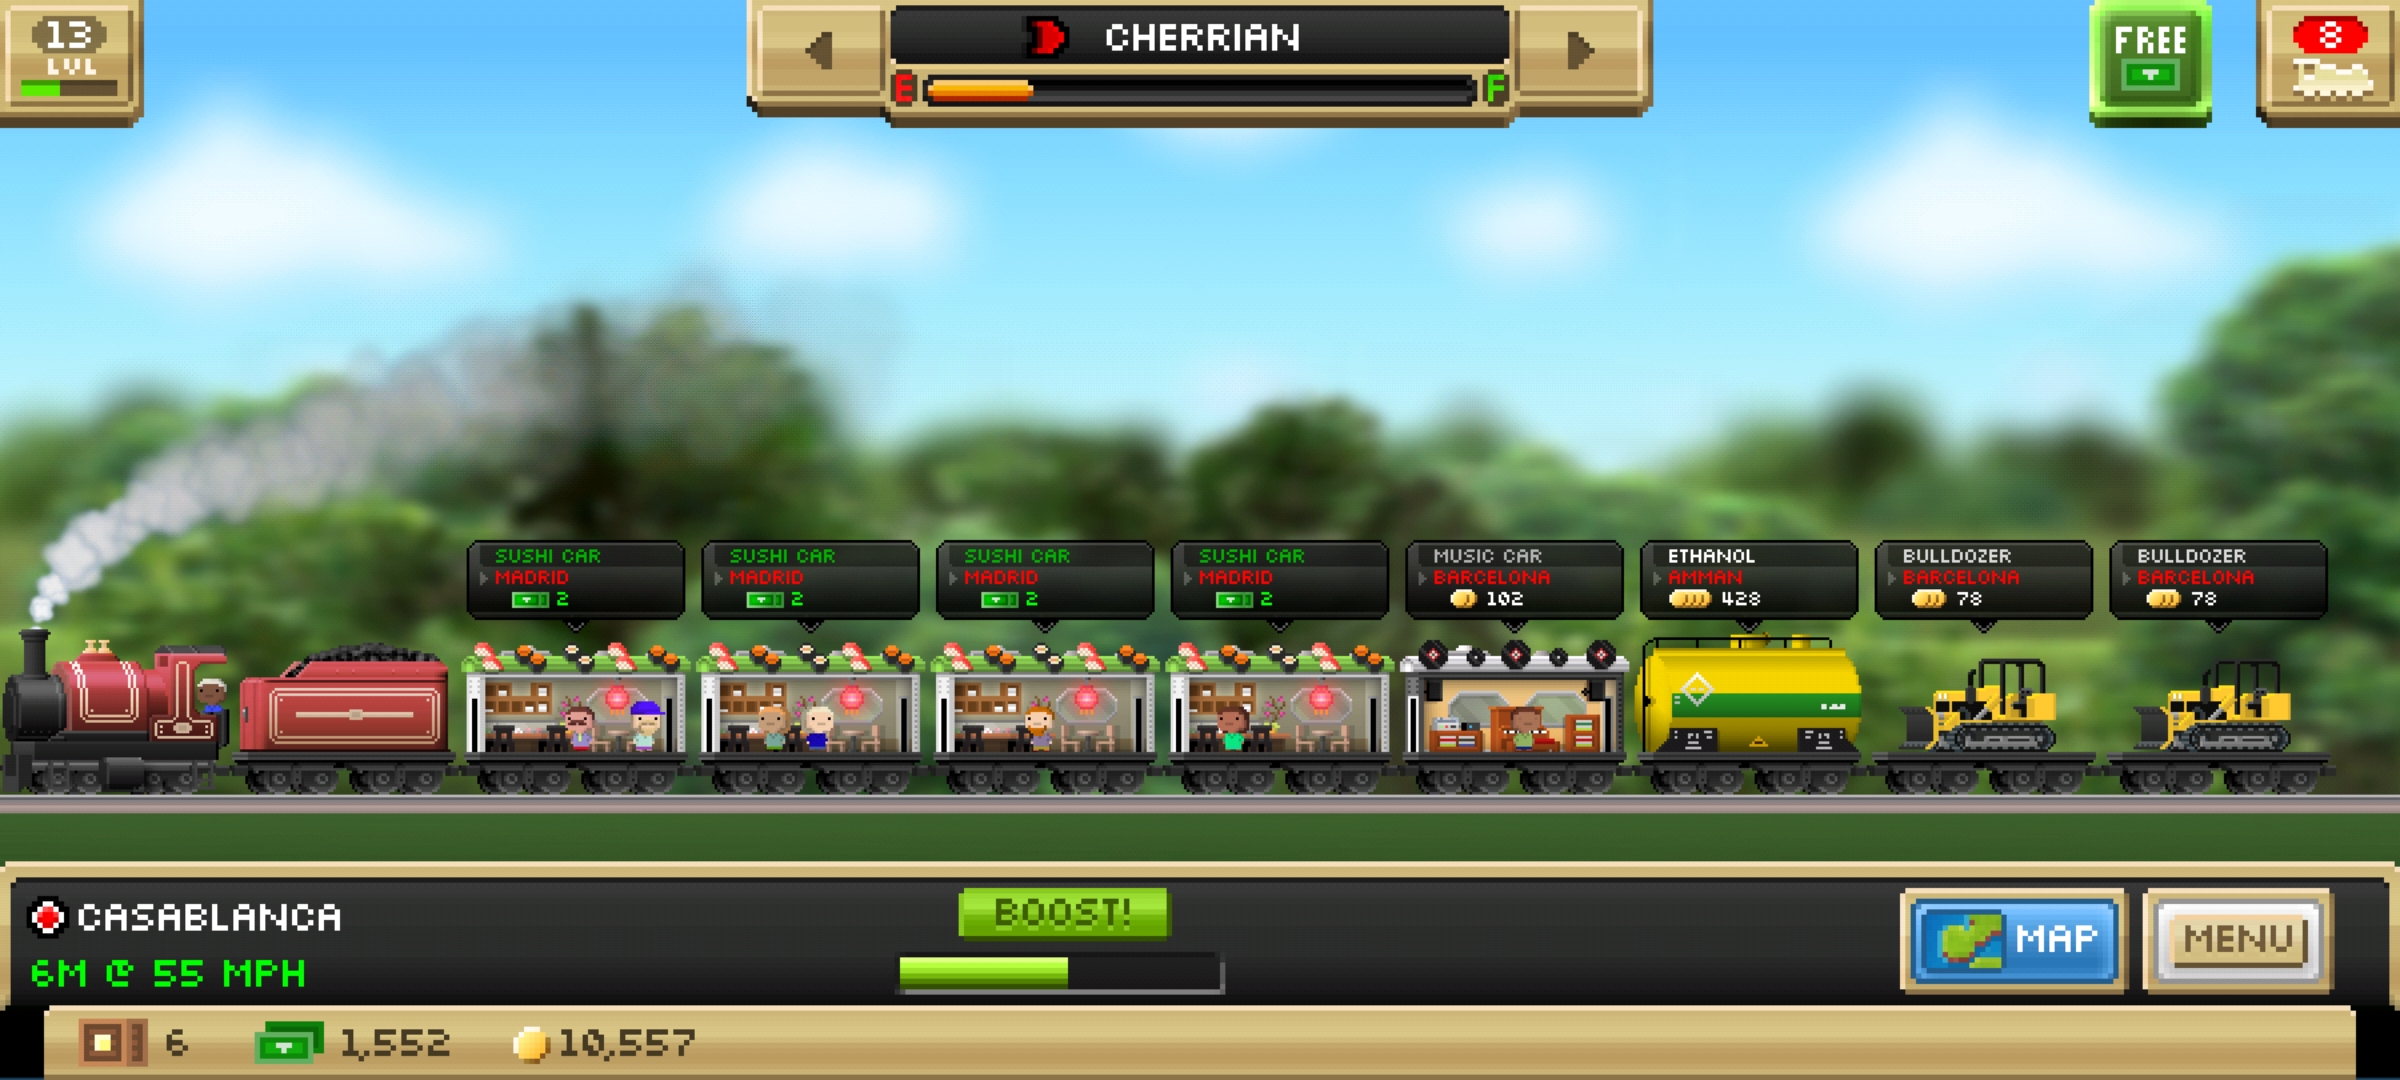 13
LVL
CHERRIAN
E F
FREE
8
SUSHI CAR
MADRID
2
SUSHI CAR
MADRID
2
SUSHI CAR
MADRID
2
SUSHI CAR
MADRID
2
MUSIC CAR
BARCELONA
102
ETHANOL
AMMAN
428
BULLDOZER
BARCELONA
78
BULLDOZER
BARCELONA
78
CASABLANCA
6M @ 55 MPH
BOOST!
MAP
MENU
6
1,552
10,557